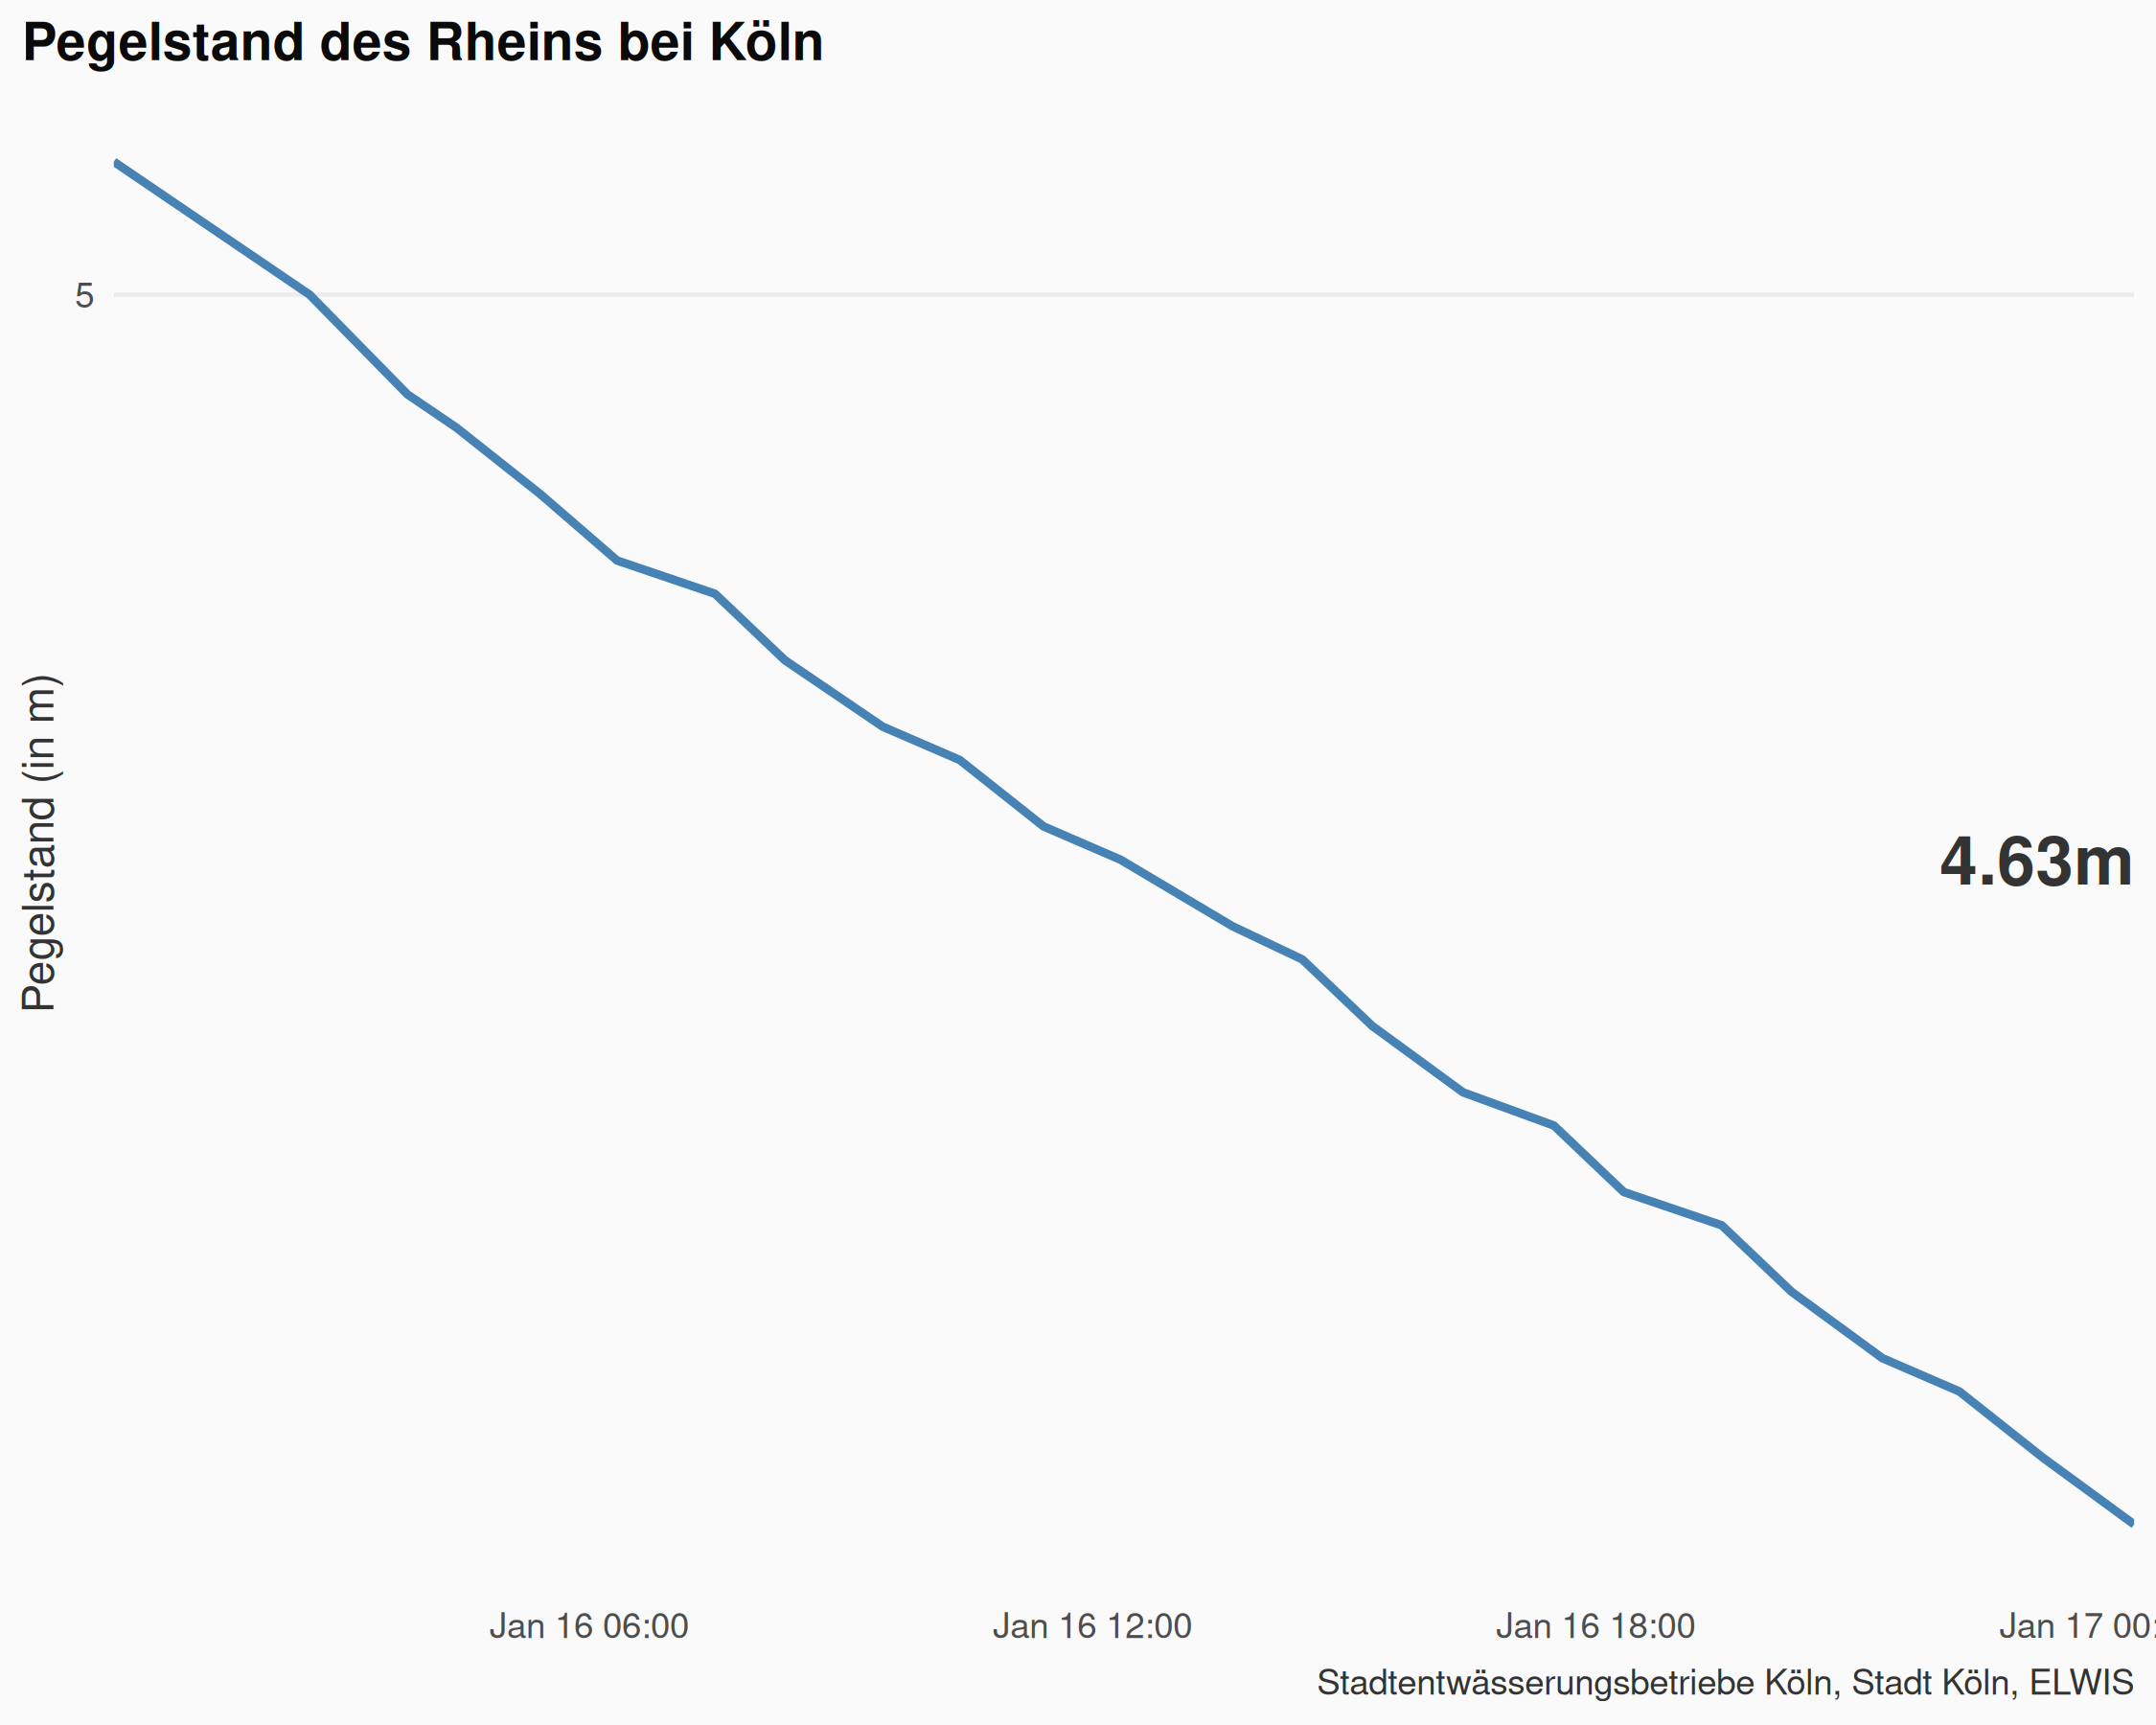 Pegelstand des Rheins bei Köln
5
Pegelstand (in m)
4.63m
Jan 16 06:00
Jan 16 12:00
Jan 16 18:00
Jan 17 00:
Stadtentwässerungsbetriebe Köln, Stadt Köln, ELWIS